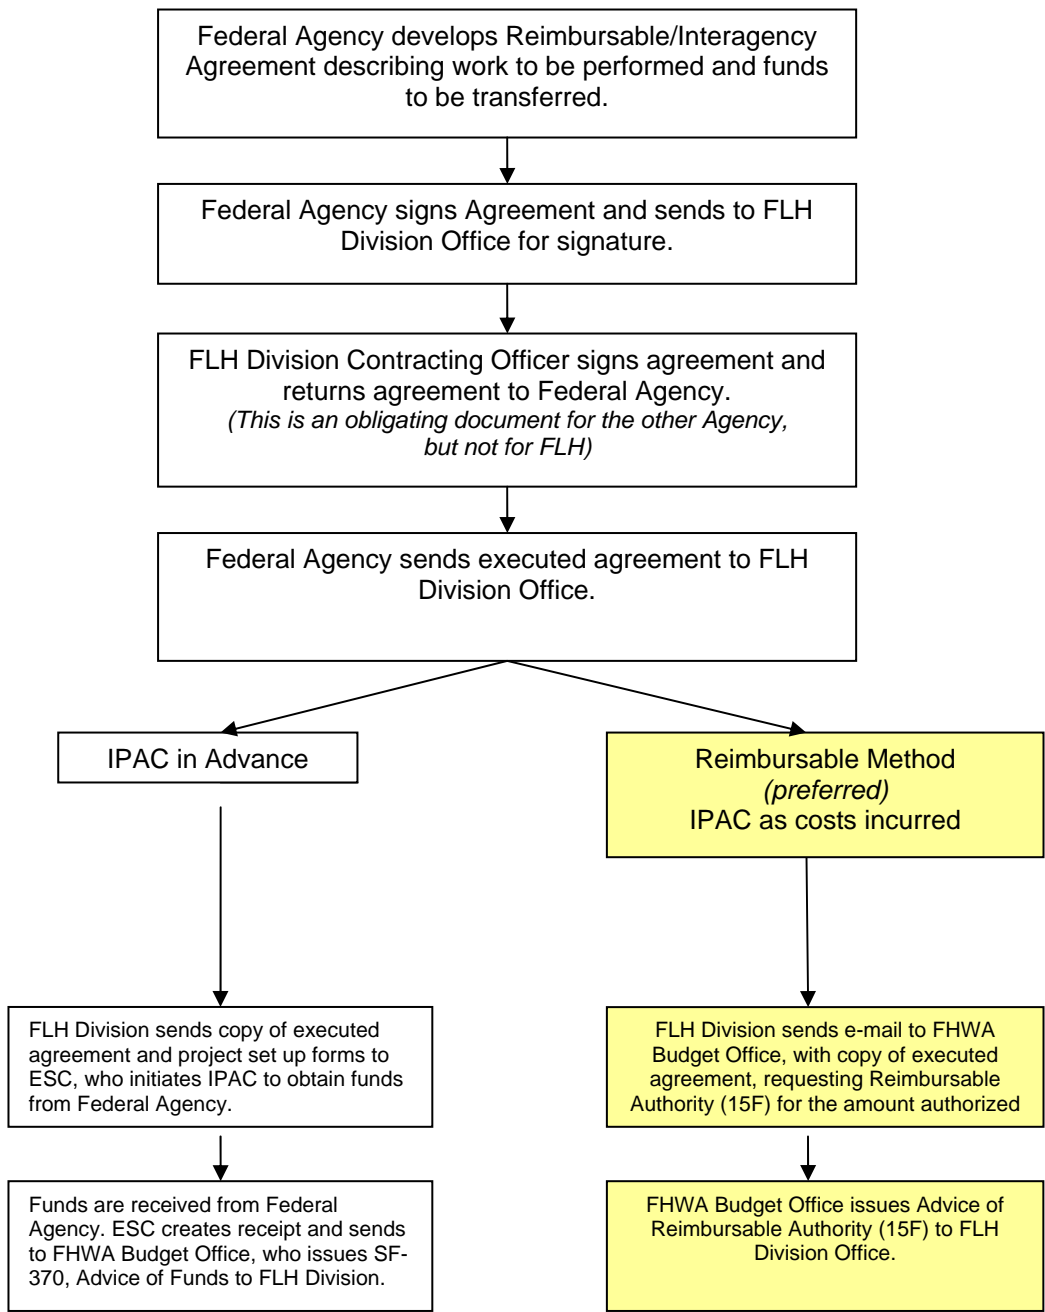 Federal Agency develops Reimbursable/Interagency
Agreement describing work to be performed and funds
to be transferred.
Federal Agency signs Agreement and sends to FLH
Division Office for signature.
FLH Division Contracting Officer signs agreement and
returns agreement to Federal Agency.
(This is an obligating document for the other Agency,
but not for FLH)
Federal Agency sends executed agreement to FLH
Division Office.
IPAC in Advance
FLH Division sends copy of executed
agreement and project set up forms to
ESC, who initiates IPAC to obtain funds
from Federal Agency.
Funds are received from Federal
Agency. ESC creates receipt and sends
to FHWA Budget Office, who issues SF-
370, Advice of Funds to FLH Division.
Reimbursable Method
(preferred)
IPAC as costs incurred
FLH Division sends e-mail to FHWA
Budget Office, with copy of executed
agreement, requesting Reimbursable
Authority (15F) for the amount authorized
FHWA Budget Office issues Advice of
Reimbursable Authority (15F) to FLH
Division Office.